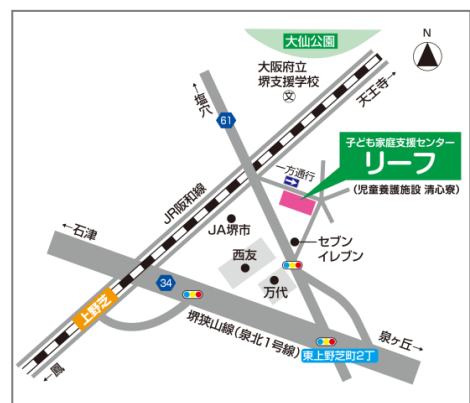 大仙公園
N
大阪府立
堺支援学校
文
←塩穴
天王寺→
61
子ども家庭支援センター
リーフ
(児童養護施設 清心寮)
一方通行
JR阪和線
JA堺市
←石津
セブン
イレブン
西友
34
万代
上野芝
堺狭山線(泉北1号線)
泉ヶ丘→
東上野芝町2丁
←鳳